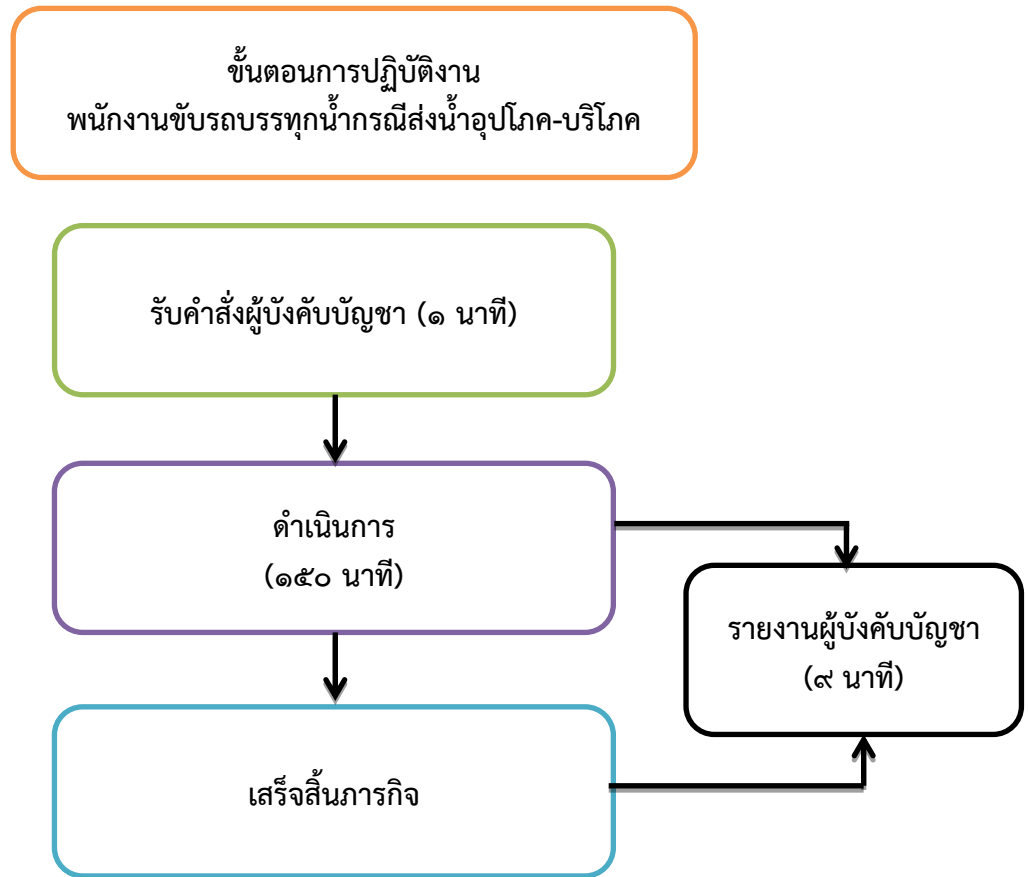 ขั้นตอนการปฏิบัติงาน
พนักงานขับรถบรรทุกน้ำกรณีส่งน้ำอุปโภค-บริโภค
รับคำสั่งผู้บังคับบัญชา (๑ นาที)
ดำเนินการ
(๑๕๐ นาที)
รายงานผู้บังคับบัญชา
(๙ นาที)
เสร็จสิ้นภารกิจ